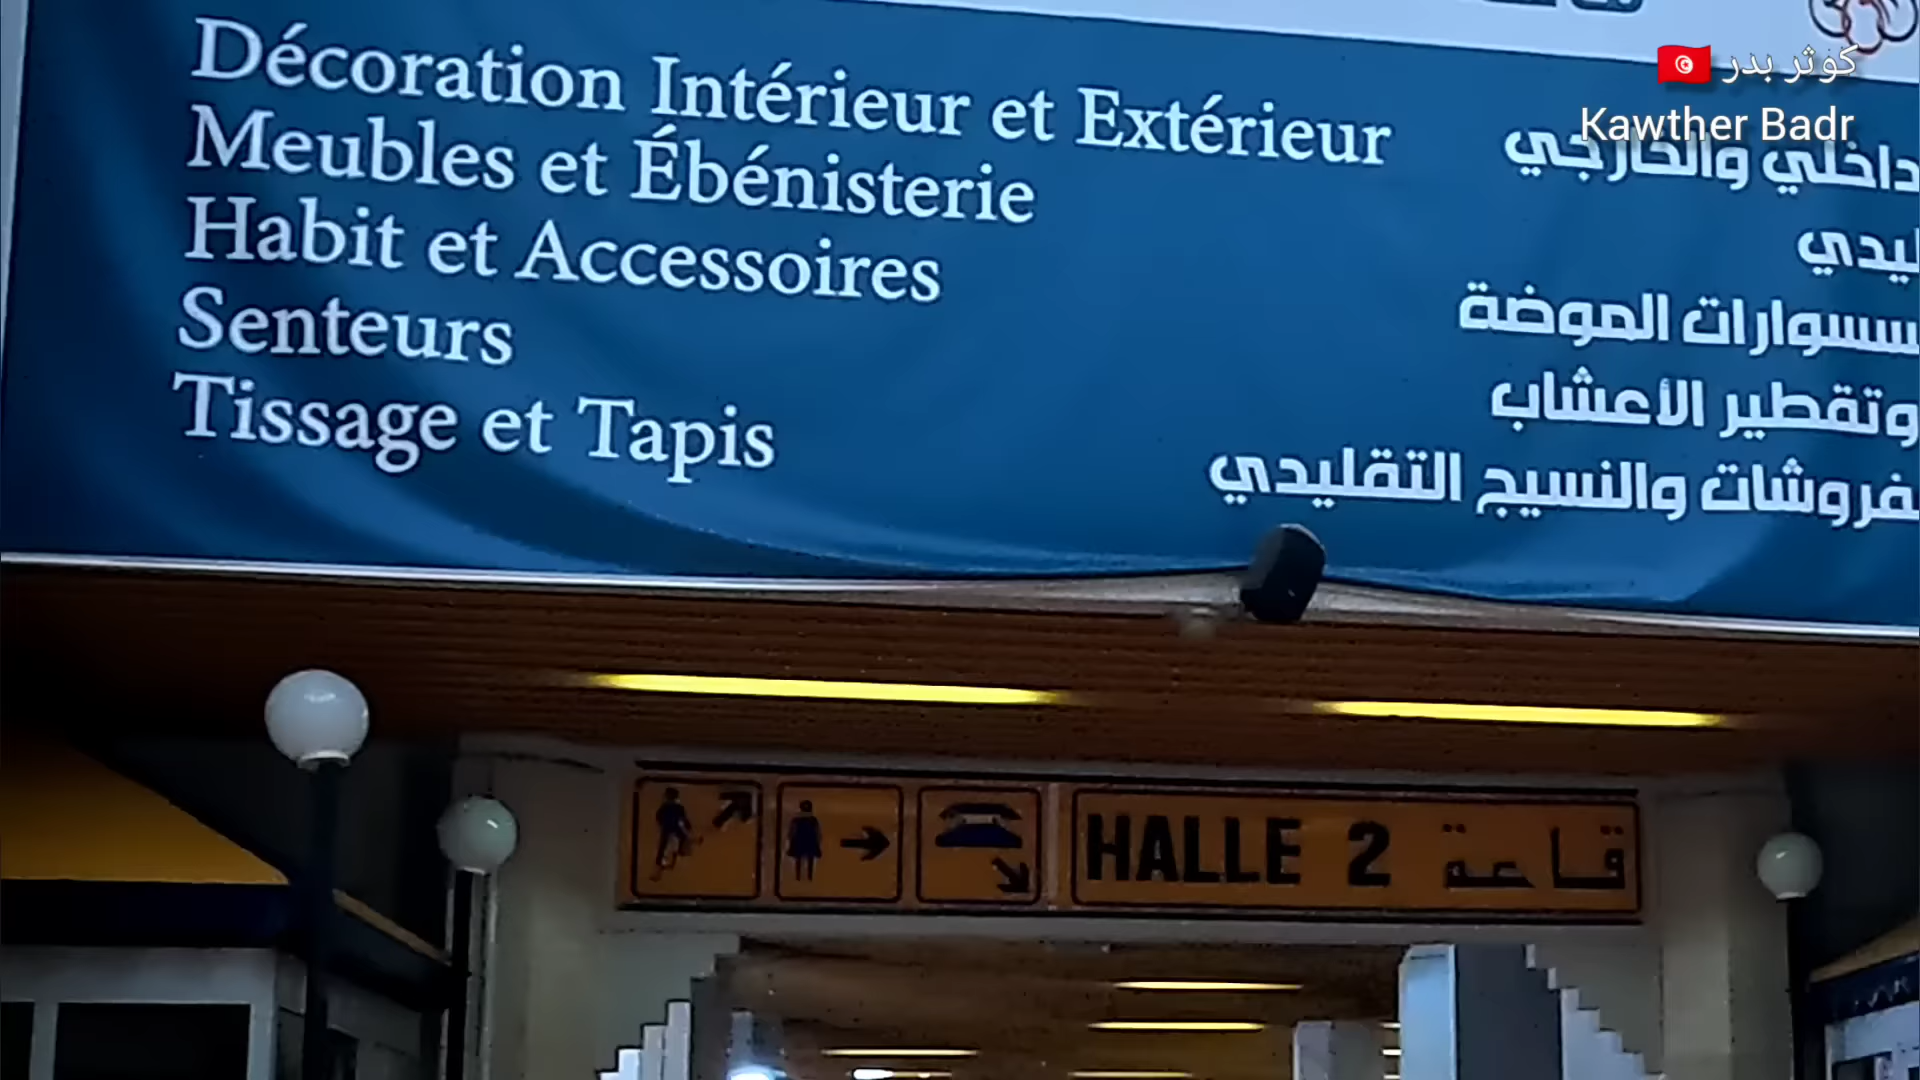 كوثر بدر
Kawther Badr
Décoration Intérieur et Extérieur
Meubles et Ébénisterie
Habit et Accessoires
Senteurs
Tissage et Tapis
والخارجي
الموضة
وتقطير الأعشاب
والنسيج التقليدي
HALLE 2 قاعة